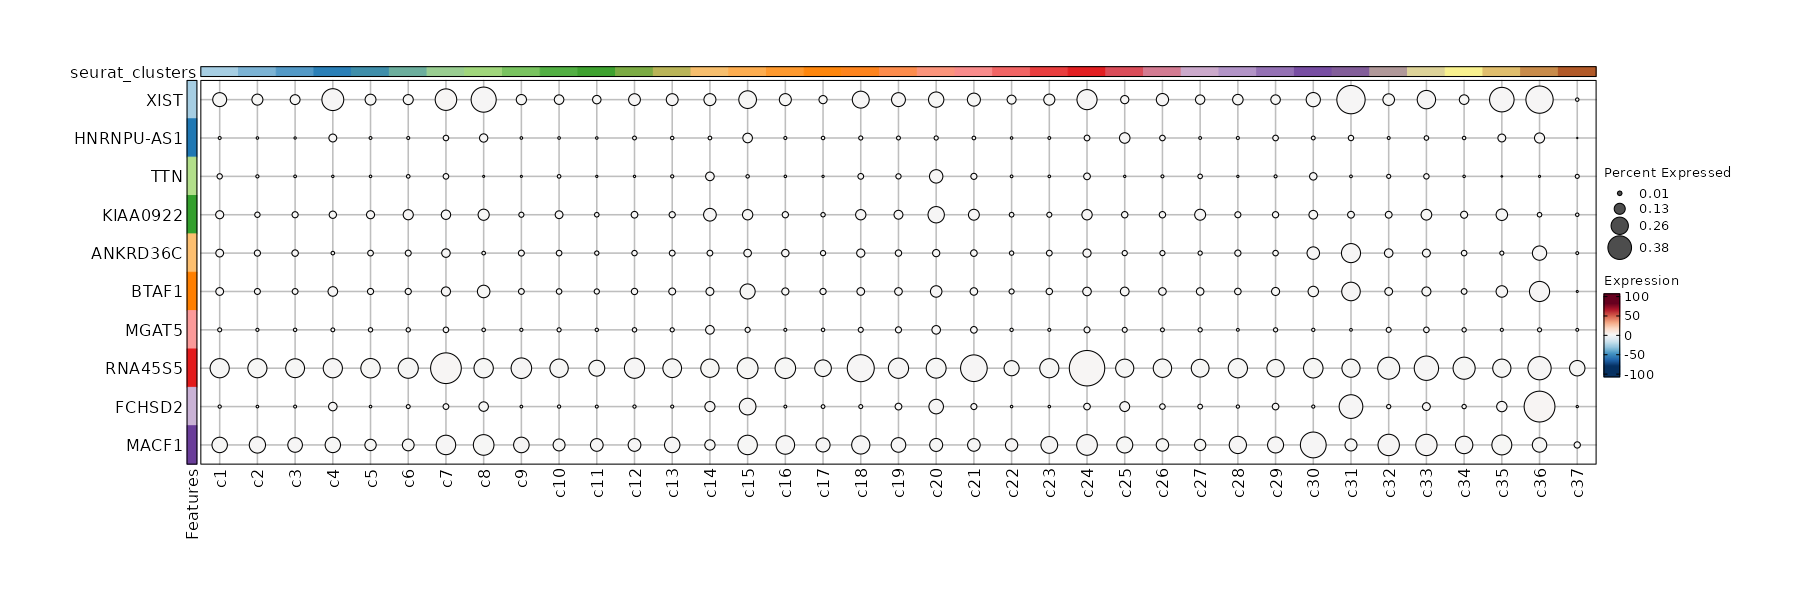 seurat_clusters
XIST
HNRNPU-AS1
TTN
KIAA0922
ANKRD36C
BTAF1
MGAT5
RNA45S5
FCHSD2
MACF1
Features
c1 c2 c3 c4 c5 c6 c7 c8 c9 c10 c11 c12 c13 c14 c15 c16 c17 c18 c19 c20 c21 c22 c23 c24 c25 c26 c27 c28 c29 c30 c31 c32 c33 c34 c35 c36 c37
Percent Expressed
0.01
0.13
0.26
0.38
Expression
100
50
0
-50
-100